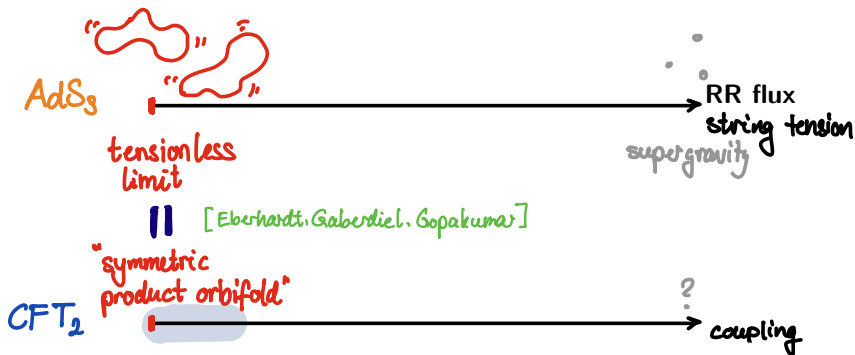 AdS3
RR flux
string tension
supergravity
tensionless
limit
[Eberhardt, Gaberdiel, Gopakumar]
"symmetric
product orbifold"
?
CFT2
coupling